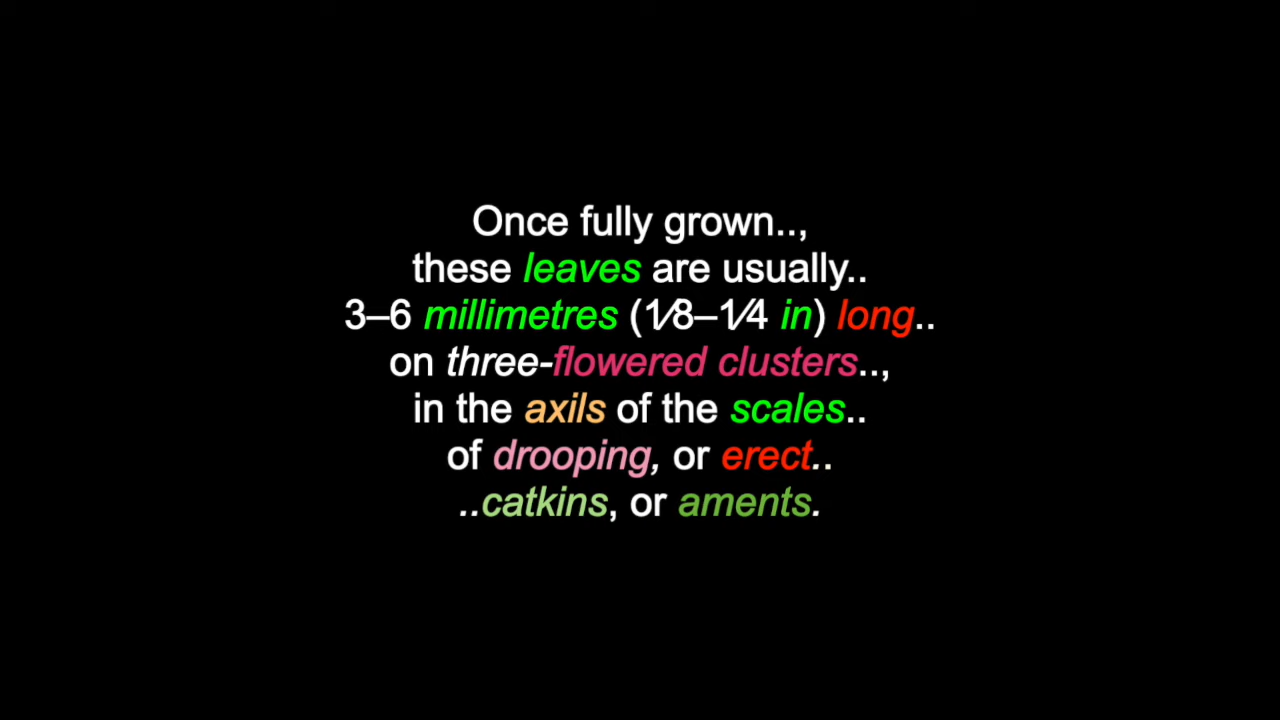 Once fully grown..,
these leaves are usually..
3–6 millimetres (1⁄8–1⁄4 in) long..
on three-flowered clusters..,
in the axils of the scales..
of drooping, or erect..
..catkins, or aments.